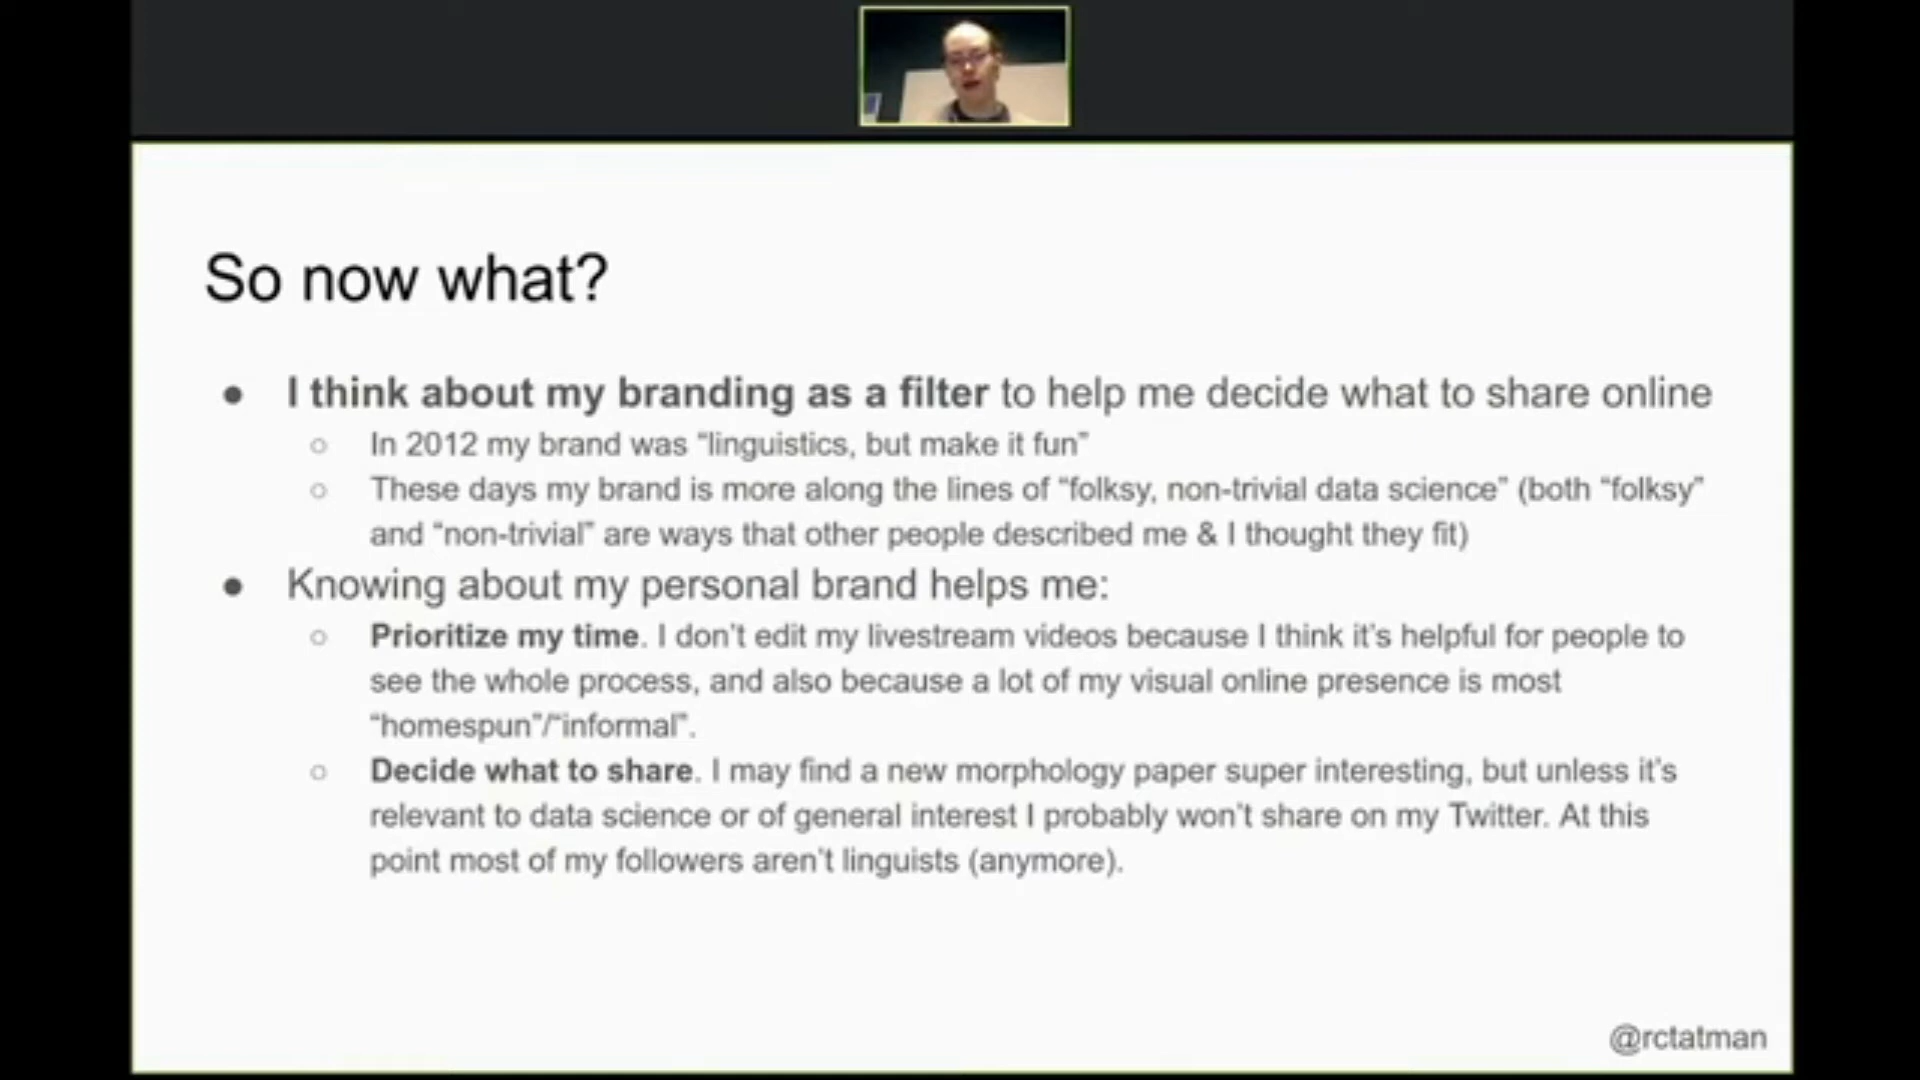 So now what?
● I think about my branding as a filter to help me decide what to share online
○ In 2012 my brand was “linguistics, but make it fun”
○ These days my brand is more along the lines of “folksy, non-trivial data science” (both “folksy”
and “non-trivial” are ways that other people described me & I thought they fit)
● Knowing about my personal brand helps me:
○ Prioritize my time. I don’t edit my livestream videos because I think it’s helpful for people to
see the whole process, and also because a lot of my visual online presence is most
“homespun”/“informal”.
○ Decide what to share. I may find a new morphology paper super interesting, but unless it’s
relevant to data science or of general interest I probably won’t share on my Twitter. At this
point most of my followers aren’t linguists (anymore).
@rctatman